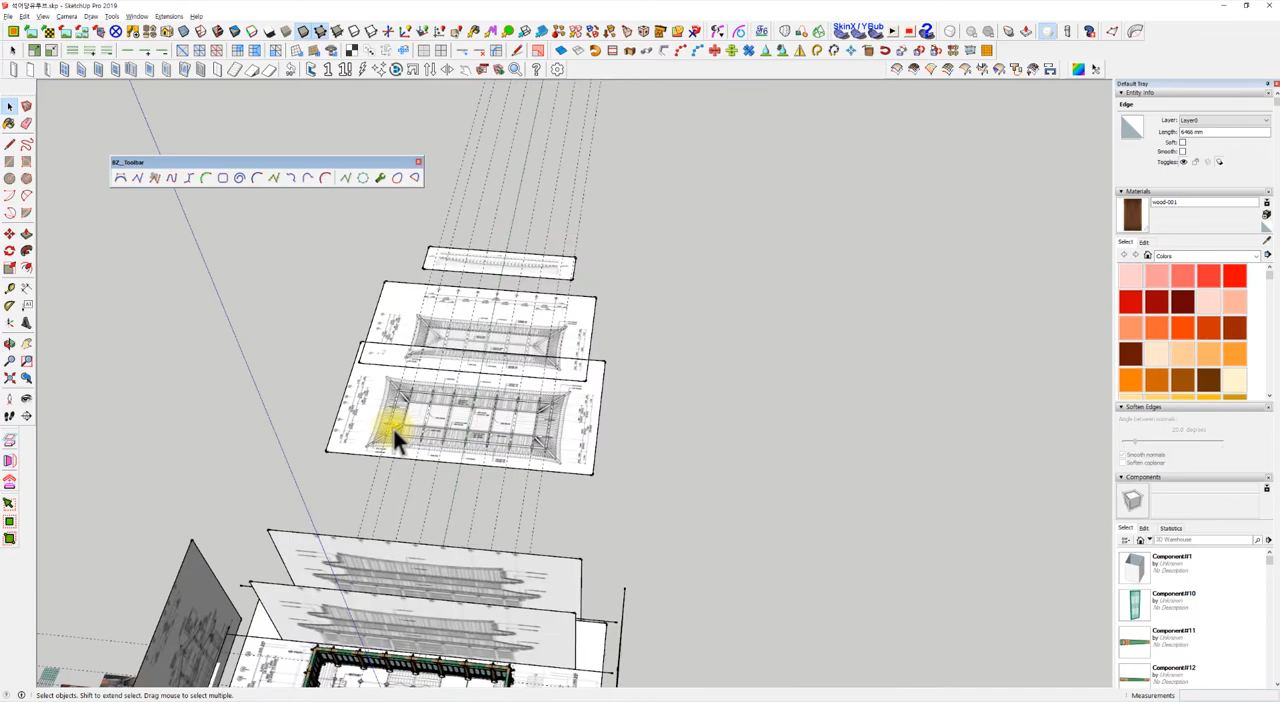 석어당유투브.skp - SketchUp Pro 2019
File Edit View Camera Draw Tools Window Extensions Help
BZ__Toolbar
Default Tray
Entity Info
Edge
Layer: Layer0
Length: 6466 mm
Soft:
Smooth:
Toggles:
Materials
wood-001
Select Edit
Colors
Soften Edges
Angle between normals:
20.0 degrees
Smooth normals
Soften coplanar
Components
Select Edit Statistics
3D Warehouse
Component#1
by Unknown
No Description
Component#10
by Unknown
No Description
Component#11
by Unknown
No Description
Component#12
by Unknown
No Description
Select objects. Shift to extend select. Drag mouse to select multiple.
Measurements